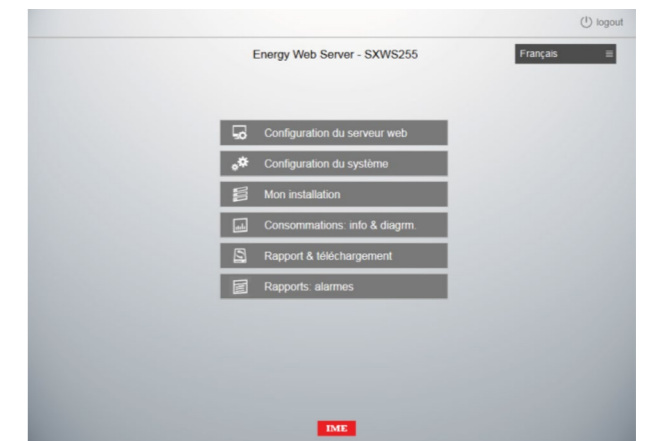 logout
Energy Web Server - SXWS255
Français
Configuration du serveur web
Configuration du système
Mon installation
Consommations: info & diagrm.
Rapport & téléchargement
Rapports: alarmes
IME